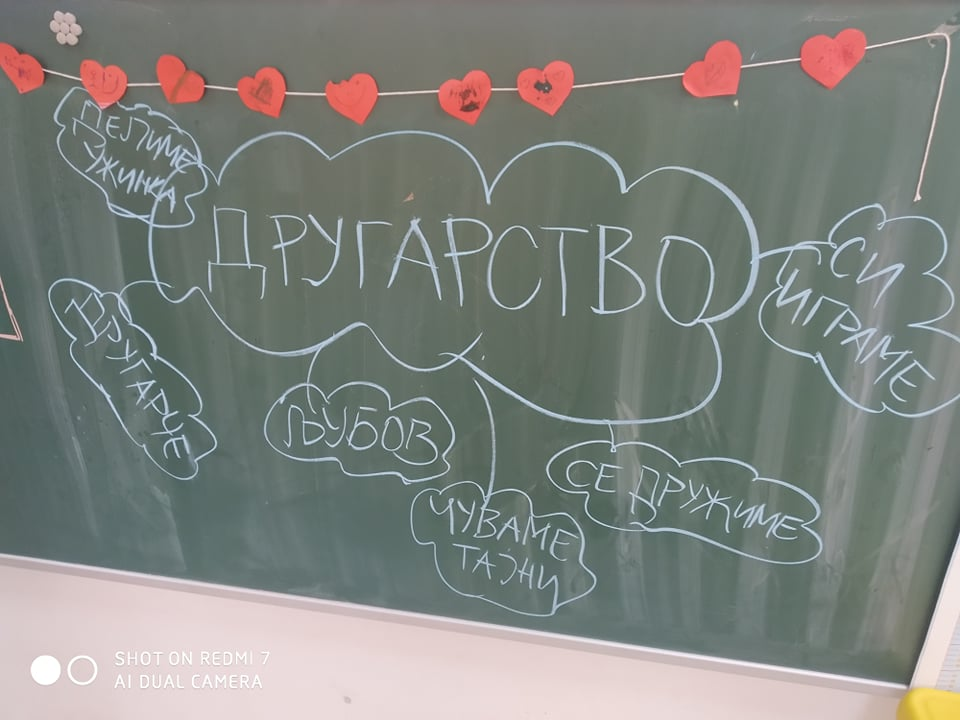 ДЕЛИМЕ
УЖИНКА
ДРУГАРСТВО
СИ
ИГРАМЕ
ДРУГАРЧЕ
ЉУБОВ
СЕ ДРУЖИМЕ
ЧУВАМЕ
ТАЈНИ
SHOT ON REDMI 7
AI DUAL CAMERA